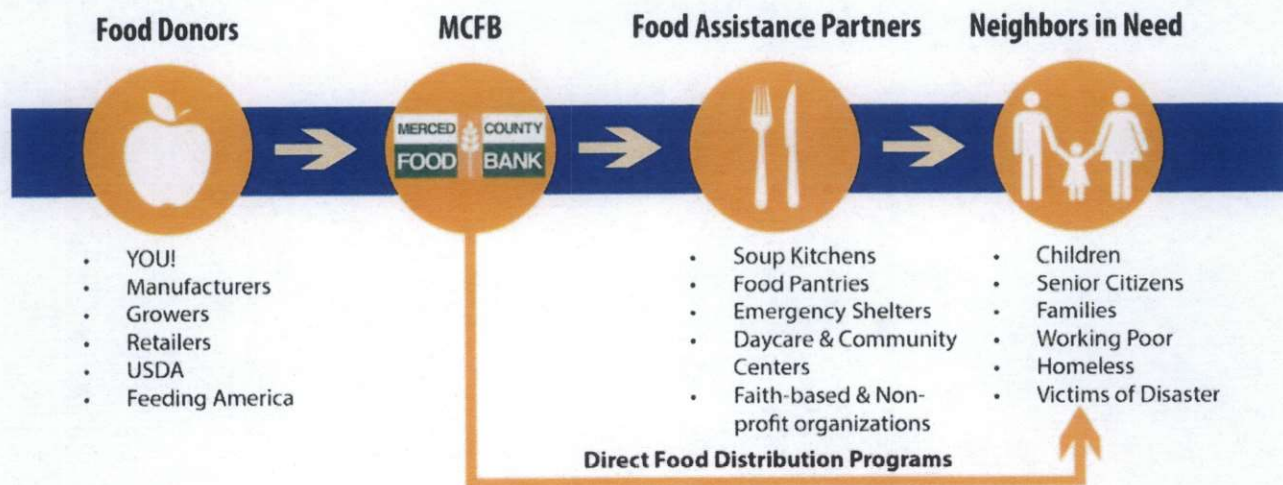 Food Donors
MCFB
Food Assistance Partners
Neighbors in Need
MERCED COUNTY
FOOD BANK
• YOU!
• Manufacturers
• Growers
• Retailers
• USDA
• Feeding America
• Soup Kitchens
• Food Pantries
• Emergency Shelters
• Daycare & Community
Centers
• Faith-based & Non-
profit organizations
• Children
• Senior Citizens
• Families
• Working Poor
• Homeless
• Victims of Disaster
Direct Food Distribution Programs